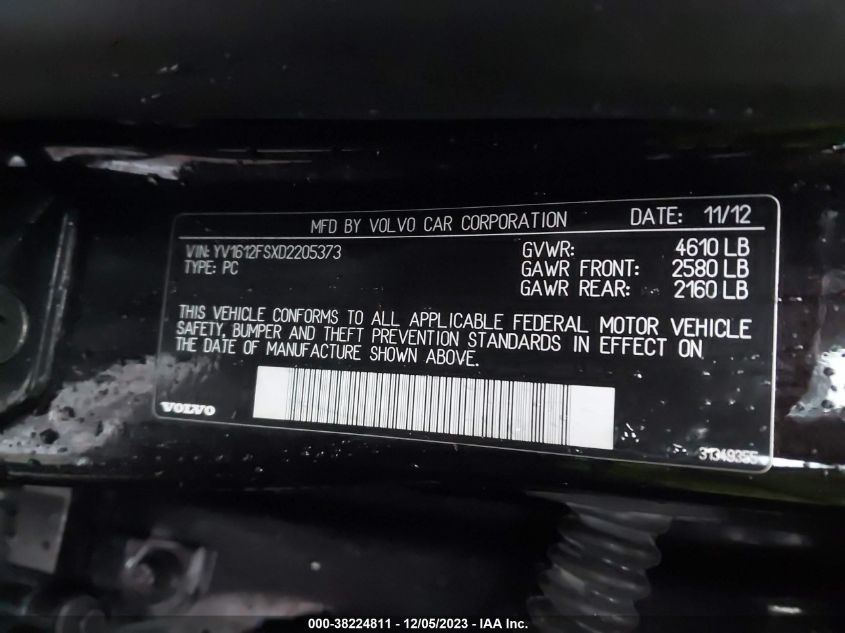 MFD BY VOLVO CAR CORPORATION DATE: 11/12
VIN: YV1612FSXD2205373 GVWR: 4610 LB
TYPE: PC GAWR FRONT: 2580 LB
GAWR REAR: 2160 LB
THIS VEHICLE CONFORMS TO ALL APPLICABLE FEDERAL MOTOR VEHICLE
SAFETY, BUMPER AND THEFT PREVENTION STANDARDS IN EFFECT ON
THE DATE OF MANUFACTURE SHOWN ABOVE.
VOLVO
31349355
000-38224811 - 12/05/2023 - IAA Inc.